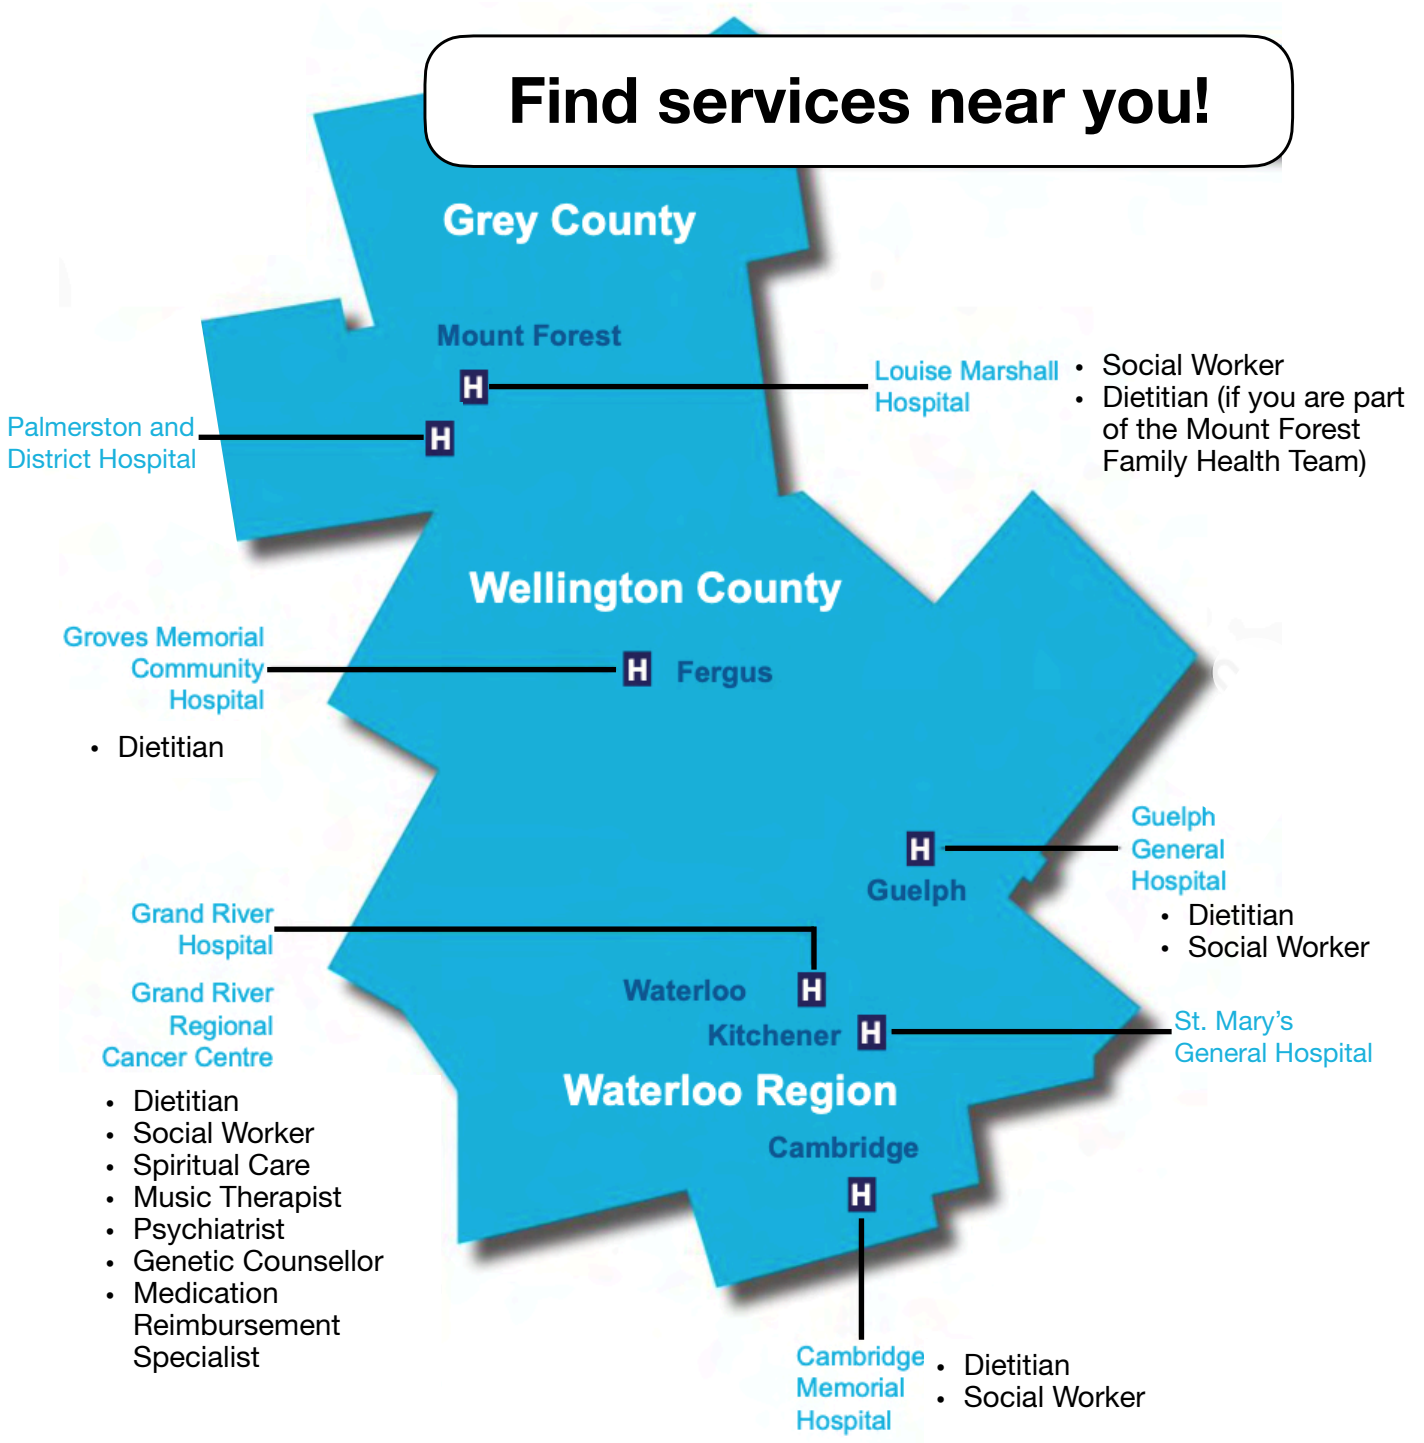 Find services near you!
Grey County
Mount Forest
H
Louise Marshall
Hospital
• Social Worker
• Dietitian (if you are part
of the Mount Forest
Family Health Team)
Palmerston and
District Hospital
H
Wellington County
Groves Memorial
Community
Hospital
H
Fergus
• Dietitian
H
Guelph
Guelph
General
Hospital
• Dietitian
• Social Worker
Grand River
Hospital
Grand River
Regional
Cancer Centre
• Dietitian
• Social Worker
• Spiritual Care
• Music Therapist
• Psychiatrist
• Genetic Counsellor
• Medication
Reimbursement
Specialist
Waterloo
H
Kitchener
H
St. Mary’s
General Hospital
Waterloo Region
Cambridge
H
Cambridge
Memorial
Hospital
• Dietitian
• Social Worker